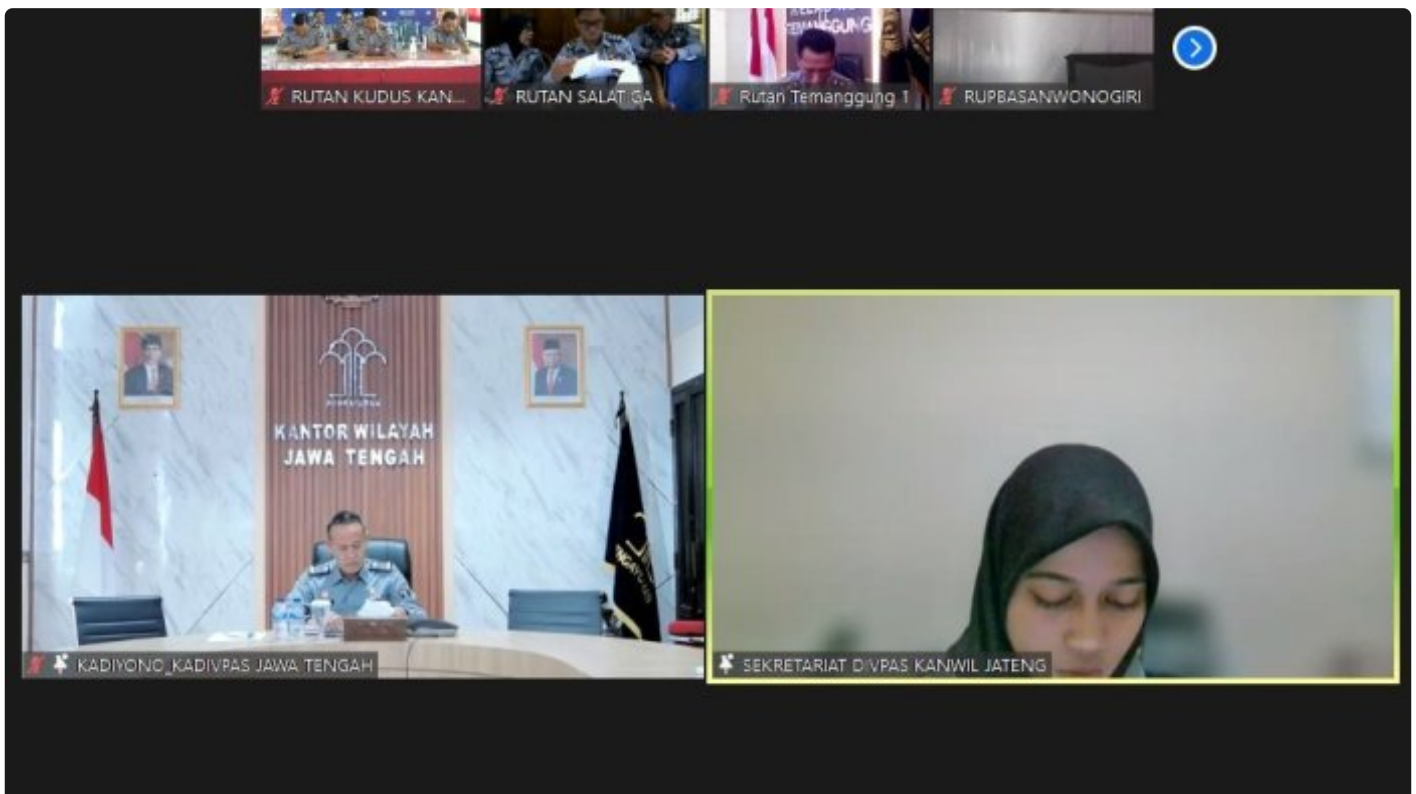 RUTAN KUDUS KAN...
RUTAN SALATIGA
TEMANGGUNG
Rutan Temanggung 1
RUPBASANWONOGIRI
KANTOR WILAYAH
JAWA TENGAH
KADIYONO_KADIVPAS JAWA TENGAH
SEKRETARIAT DIVPAS KANWIL JATENG